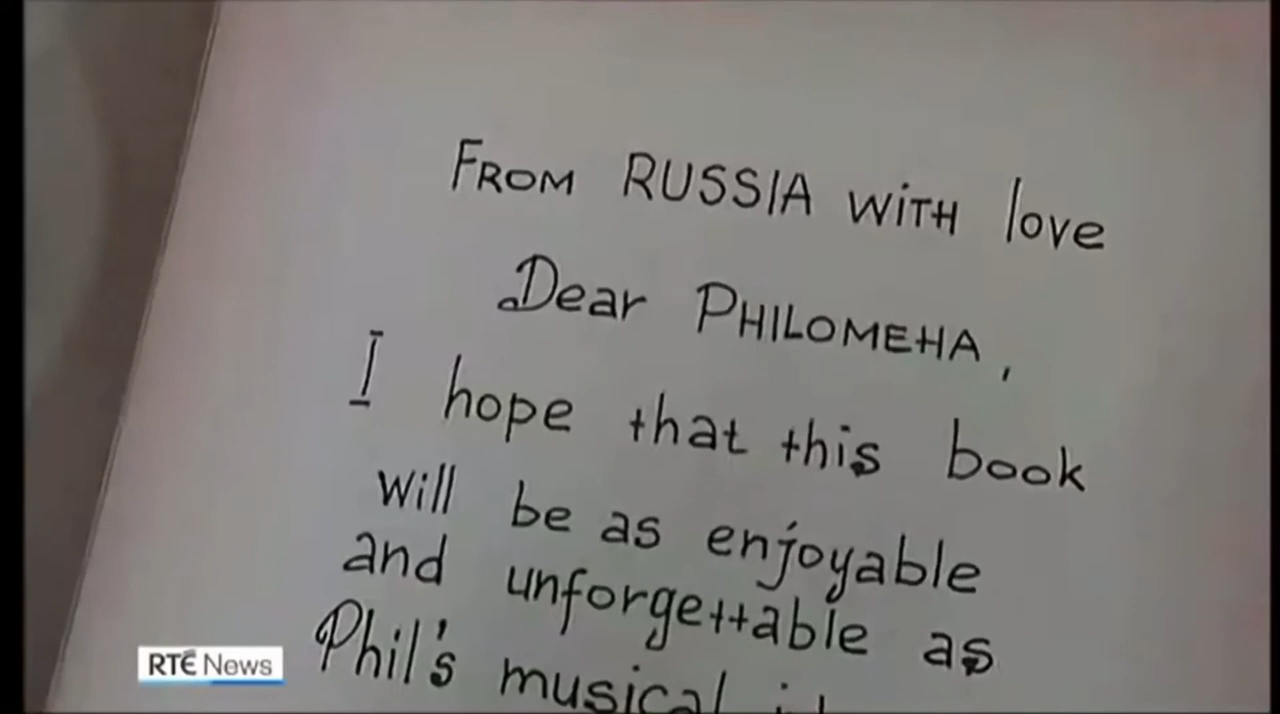 From RUSSIA WiTH love
Dear PHILOMEHA,
I hope that this book
will be as enjoyable
and unforgettable as
Phil's musical
RTÉ News